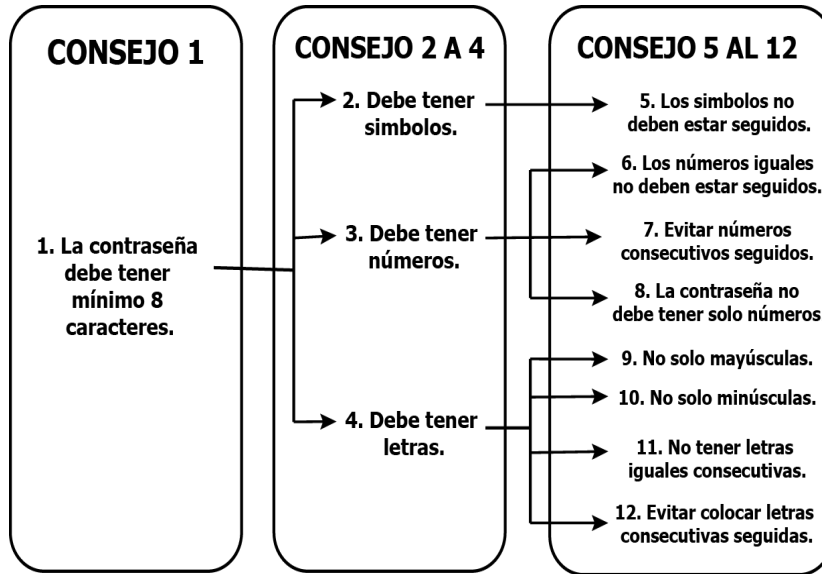 CONSEJO 1
1. La contraseña
debe tener
mínimo 8
caracteres.
CONSEJO 2 A 4
2. Debe tener
simbolos.
3. Debe tener
números.
4. Debe tener
letras.
CONSEJO 5 AL 12
5. Los simbolos no
deben estar seguidos.
6. Los números iguales
no deben estar seguidos.
7. Evitar números
consecutivos seguidos.
8. La contraseña no
debe tener solo números
9. No solo mayúsculas.
10. No solo minúsculas.
11. No tener letras
iguales consecutivas.
12. Evitar colocar letras
consecutivas seguidas.